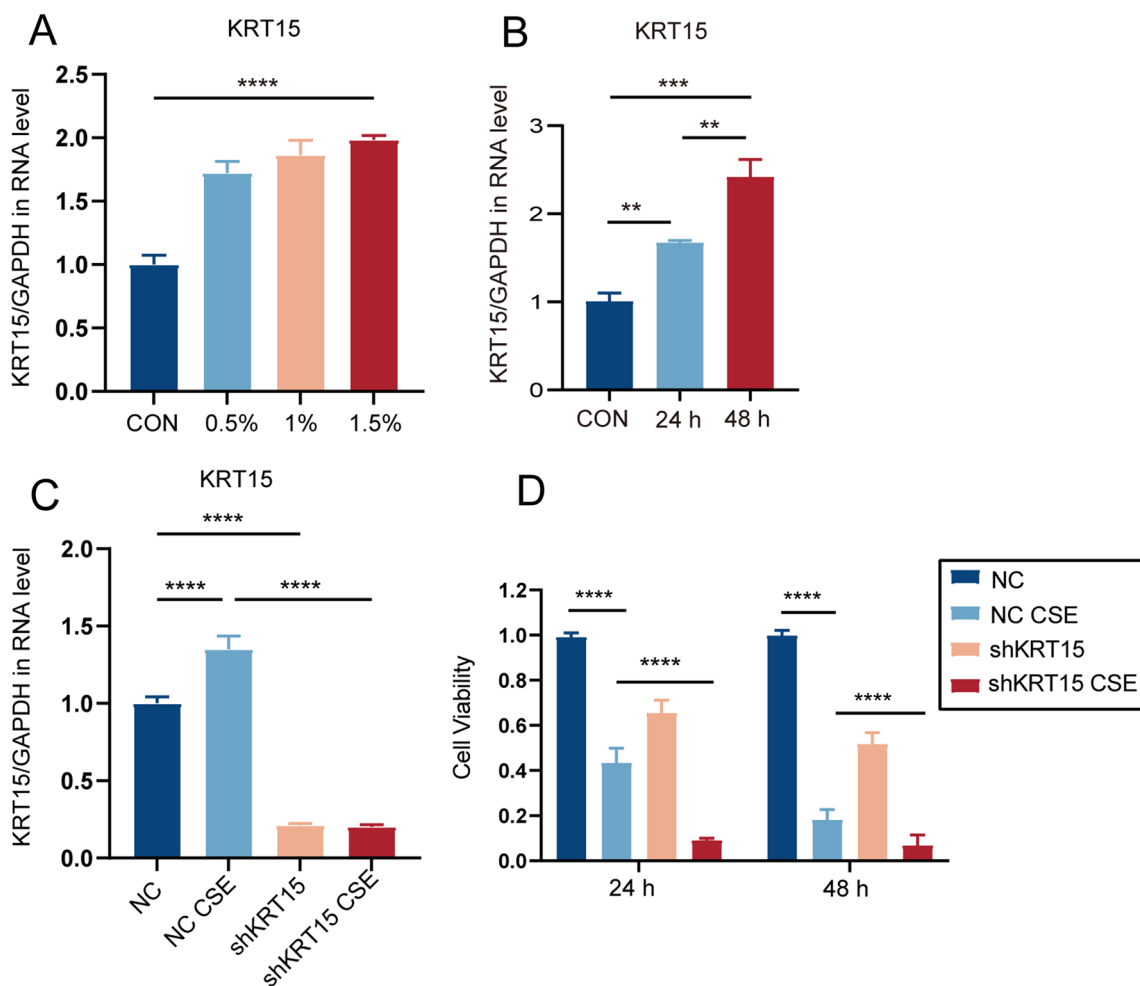 A
KRT15
KRT15/GAPDH in RNA level
2.5
2.0
1.5
1.0
0.5
0.0
****
CON 0.5% 1% 1.5%
B
KRT15
KRT15/GAPDH in RNA level
3
2
1
0
***
**
**
CON 24 h 48 h
C
KRT15
KRT15/GAPDH in RNA level
2.0
1.5
1.0
0.5
0.0
****
**** ****
NC
NC CSE
shKRT15
shKRT15 CSE
D
Cell Viability
1.2
1.0
0.8
0.6
0.4
0.2
0.0
**** ****
**** ****
24 h 48 h
NC
NC CSE
shKRT15
shKRT15 CSE